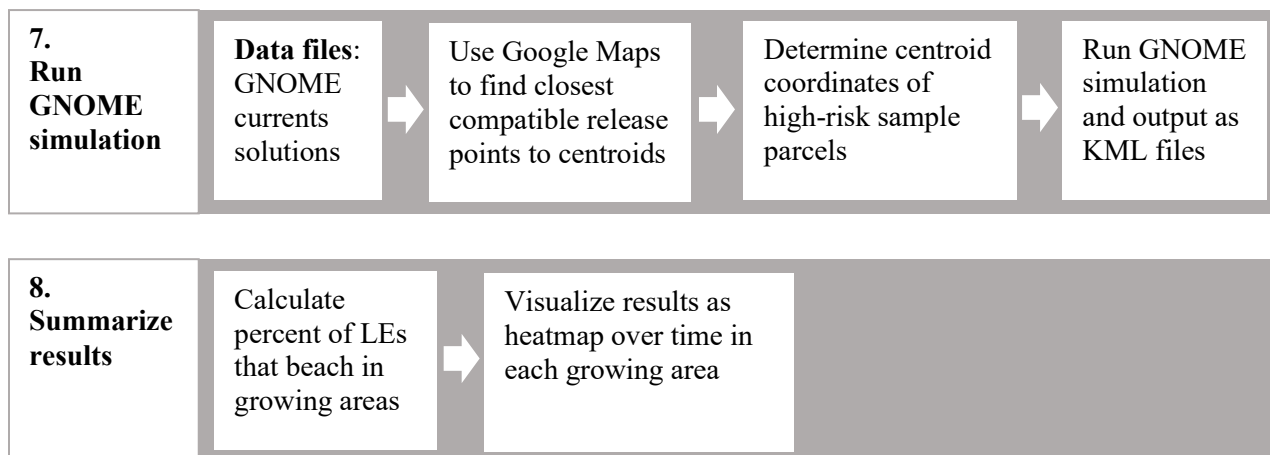 7.
Run
GNOME
simulation
Data files:
GNOME
currents
solutions
Use Google Maps
to find closest
compatible release
points to centroids
Determine centroid
coordinates of
high-risk sample
parcels
Run GNOME
simulation
and output as
KML files
8.
Summarize
results
Calculate
percent of LEs
that beach in
growing areas
Visualize results as
heatmap over time in
each growing area